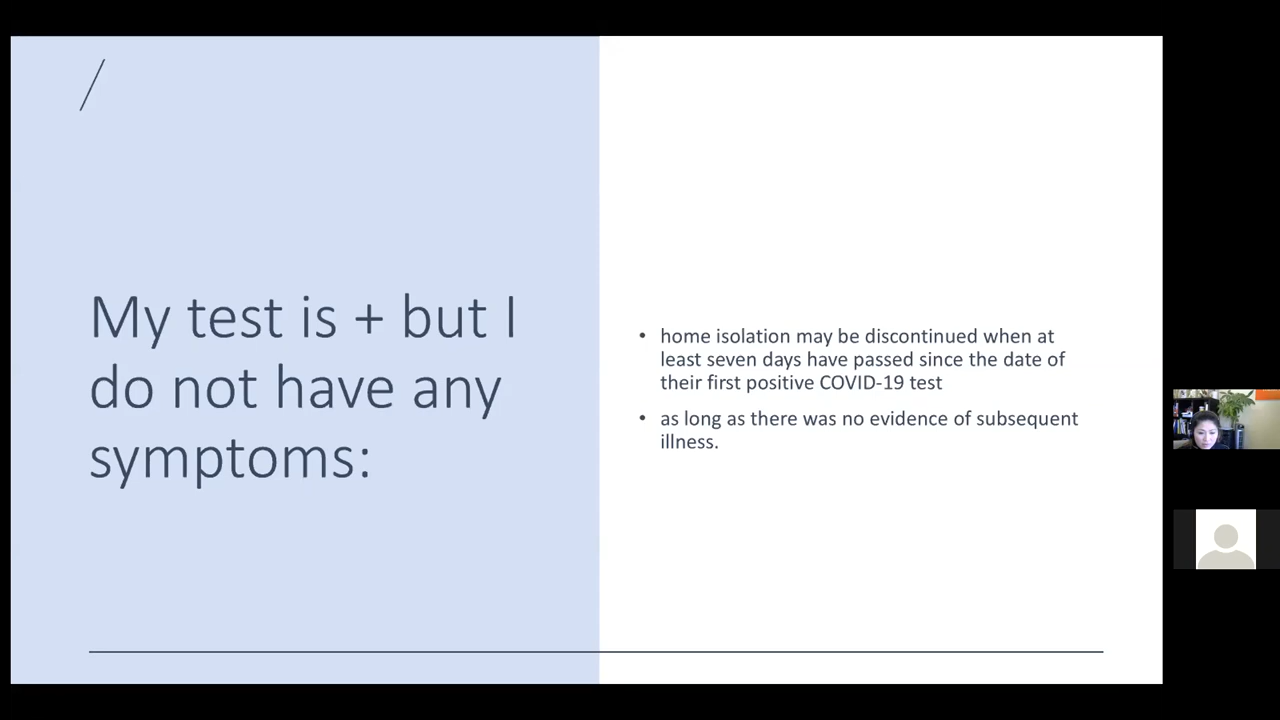 My test is + but I
do not have any
symptoms:
• home isolation may be discontinued when at
least seven days have passed since the date of
their first positive COVID-19 test
• as long as there was no evidence of subsequent
illness.